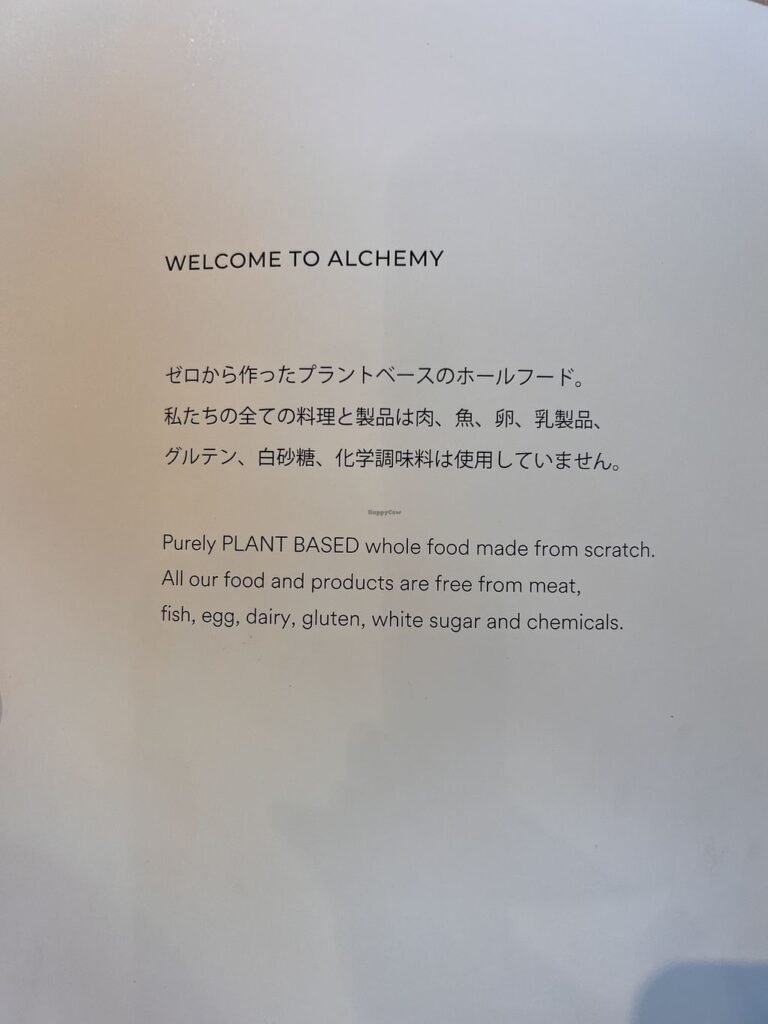 WELCOME TO ALCHEMY
ゼロから作ったプラントベースのホールフード。
私たちの全ての料理と製品は肉、魚、卵、乳製品、
グルテン、白砂糖、化学調味料は使用していません。
HappyCow
Purely PLANT BASED whole food made from scratch.
All our food and products are free from meat,
fish, egg, dairy, gluten, white sugar and chemicals.